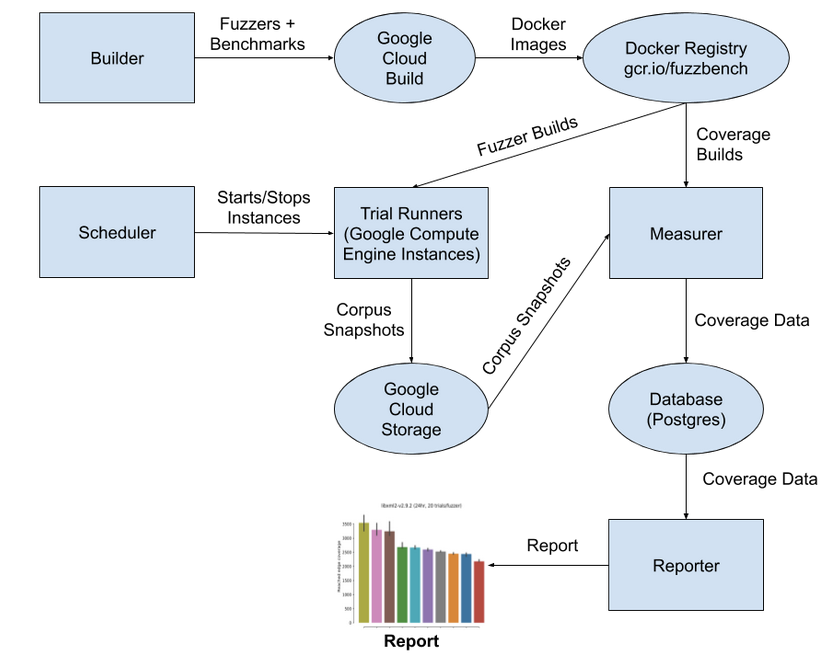 Builder
Fuzzers +
Benchmarks
Google
Cloud
Build
Docker
Images
Docker Registry
gcr.io/fuzzbench
Fuzzer Builds
Coverage
Builds
Scheduler
Starts/Stops
Instances
Trial Runners
(Google Compute
Engine Instances)
Measurer
Corpus
Snapshots
Corpus Snapshots
Coverage Data
Google
Cloud
Storage
Database
(Postgres)
Coverage Data
libxml2-v2.9.2 (24hr, 20 trials/fuzzer)
Reached edge coverage
3500
3000
2500
2000
1500
1000
500
0
Report
Reporter
Report